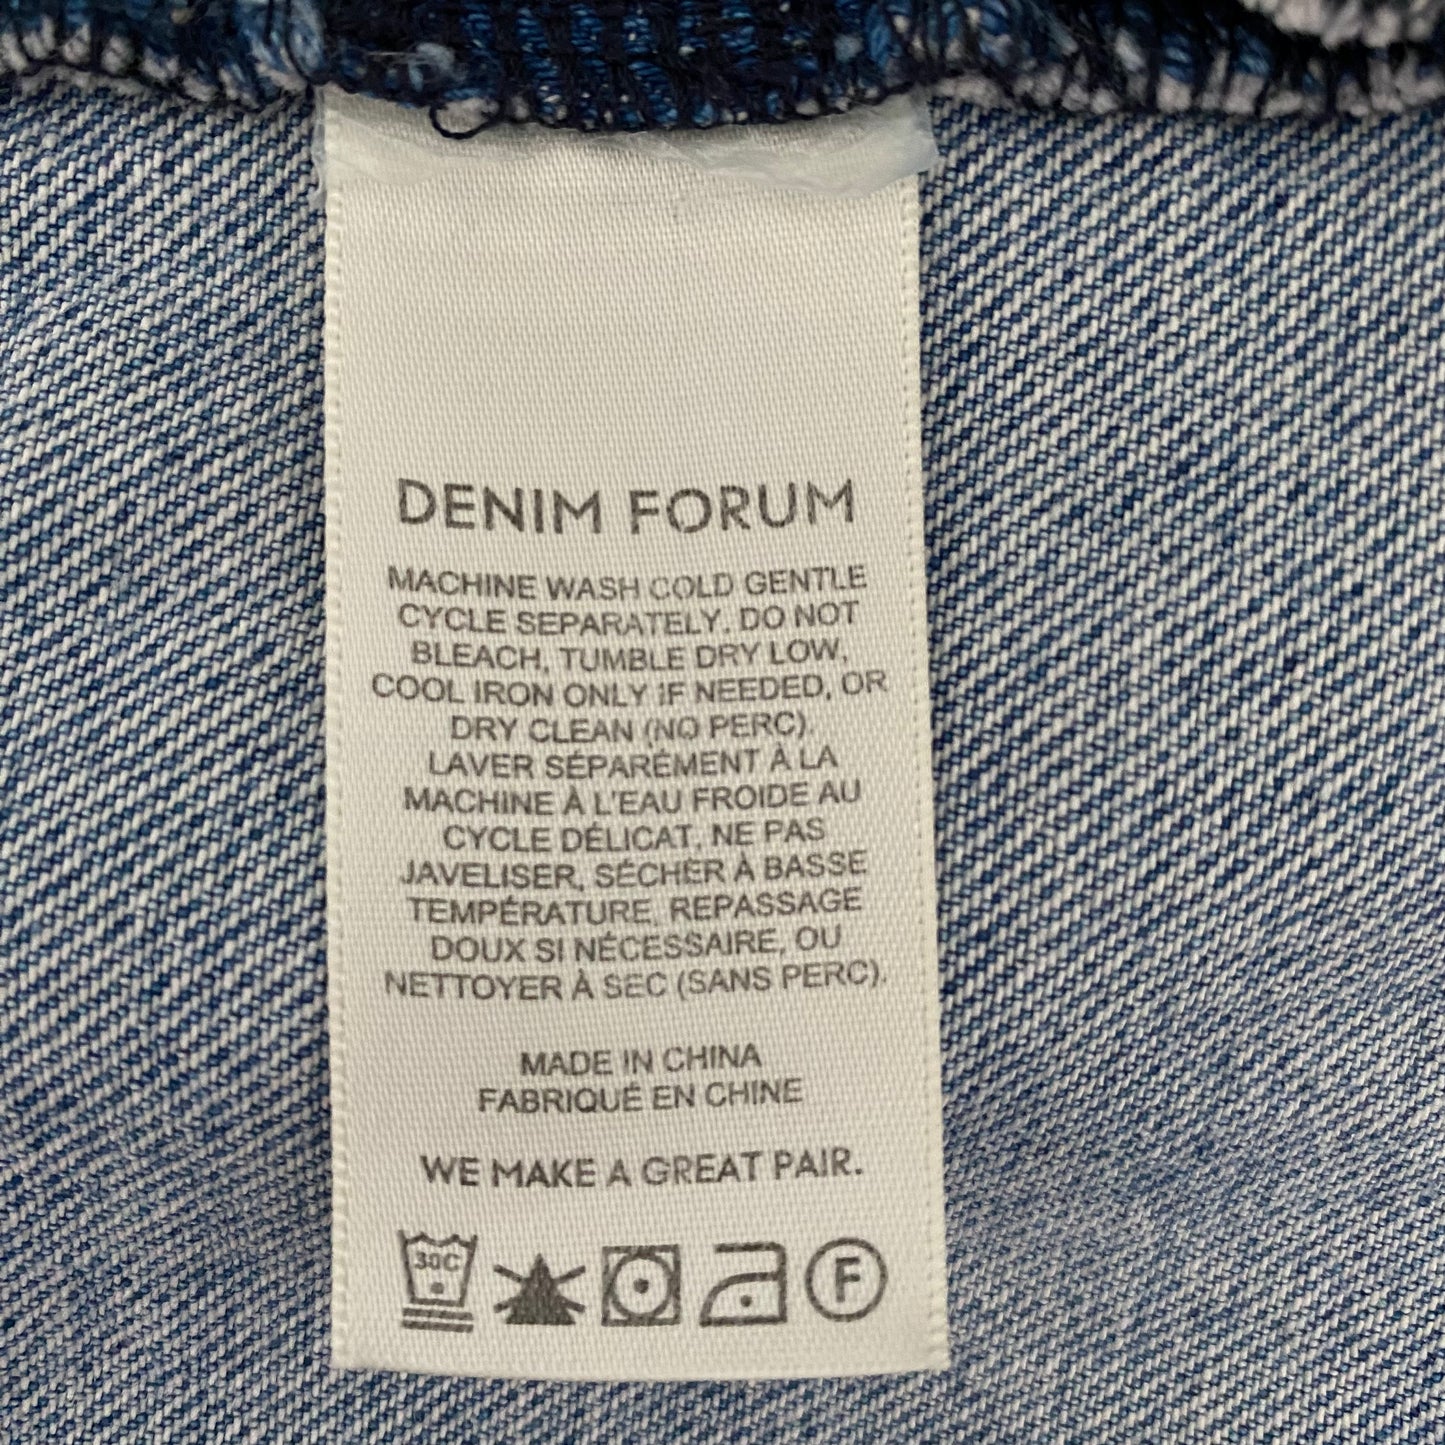 DENIM FORUM
MACHINE WASH COLD GENTLE
CYCLE SEPARATELY. DO NOT
BLEACH, TUMBLE DRY LOW,
COOL IRON ONLY IF NEEDED, OR
DRY CLEAN (NO PERC).
LAVER SÉPARÉMENT À LA
MACHINE À L'EAU FROIDE AU
CYCLE DÉLICAT. NE PAS
JAVELISER, SÉCHER À BASSE
TEMPÉRATURE, REPASSAGE
DOUX SI NÉCESSAIRE, OU
NETTOYER À SEC (SANS PERC).
MADE IN CHINA
FABRIQUÉ EN CHINE
WE MAKE A GREAT PAIR.
30C F